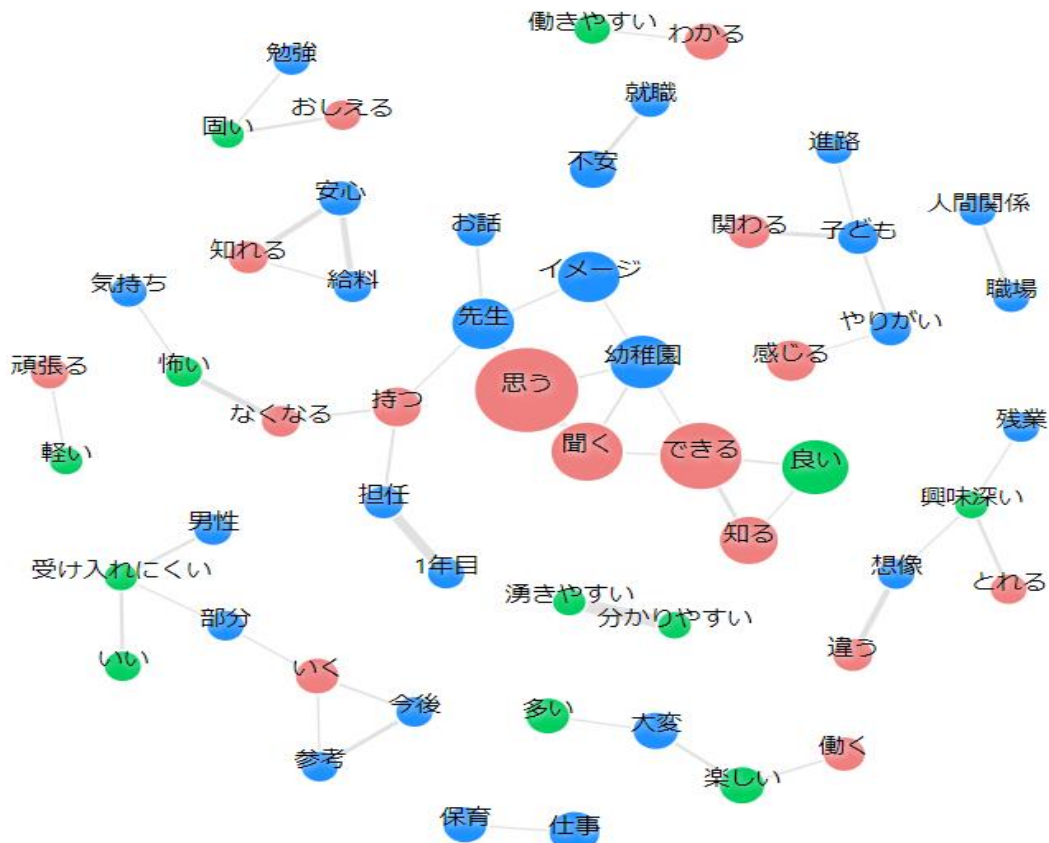 働きやすい
わかる
勉強
おしえる
固い
就職
不安
進路
安心
お話
関わる
子ども
人間関係
知れる
気持ち
給料
イメージ
職場
先生
やりがい
頑張る
怖い
幼稚園
感じる
思う
なくなる
持つ
残業
軽い
聞く
できる
良い
担任
興味深い
男性
知る
受け入れにくい
1年目
想像
とれる
湧きやすい
部分
分かりやすい
いい
いく
違う
今後
多い
大変
働く
参考
楽しい
保育
仕事